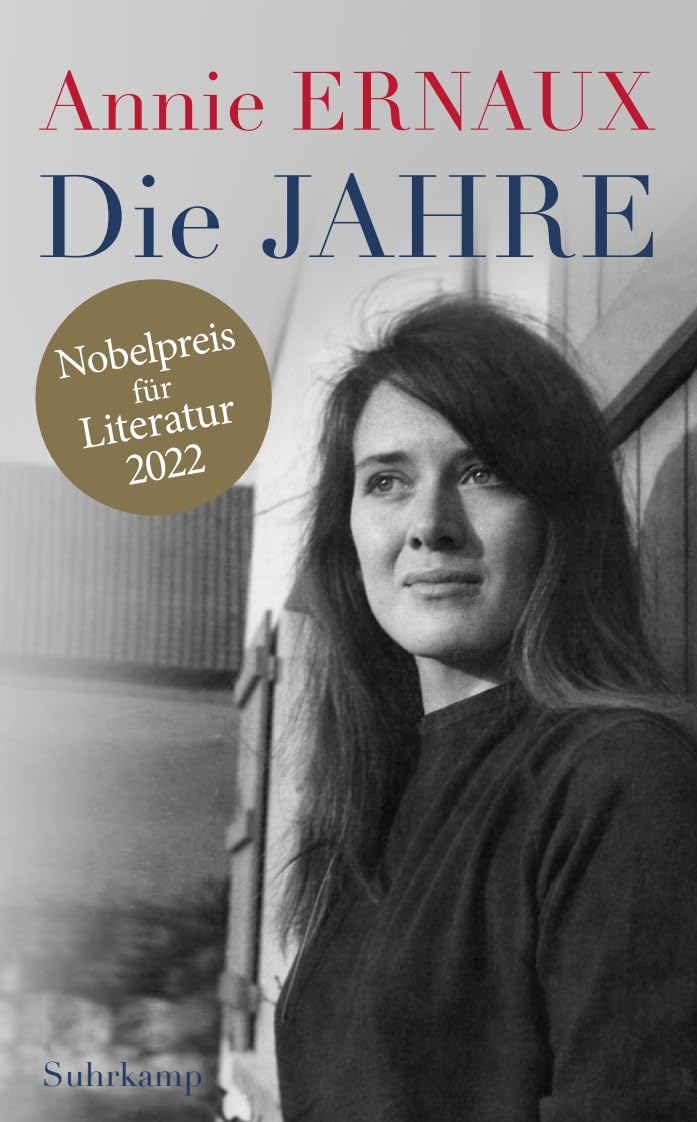 Annie ERNAUX
Die JAHRE
Nobelpreis
für
Literatur
2022
Suhrkamp